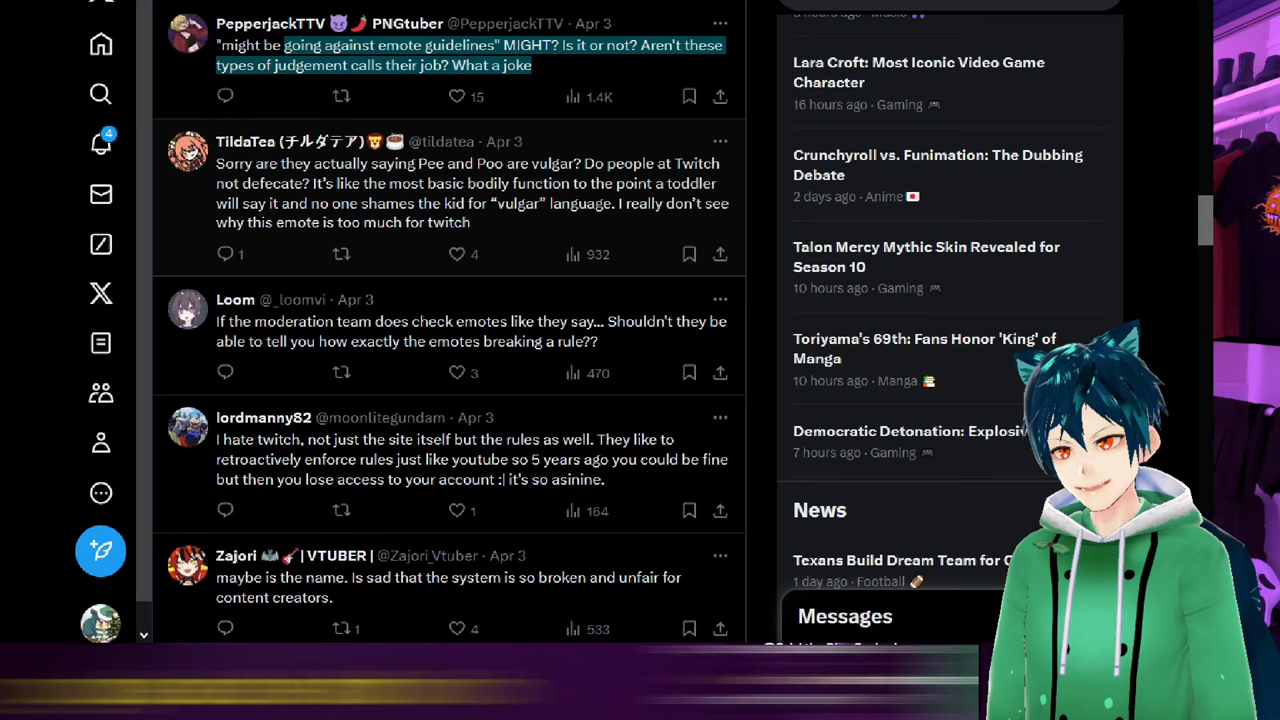 PepperjackTTV 😈🌶️ PNGtuber @PepperjackTTV · Apr 3
"might be going against emote guidelines" MIGHT? Is it or not? Aren't these
types of judgement calls their job? What a joke
15 1.4K
TildaTea (チルダテア)🦁☕ @tildatea · Apr 3
Sorry are they actually saying Pee and Poo are vulgar? Do people at Twitch
not defecate? It's like the most basic bodily function to the point a toddler
will say it and no one shames the kid for “vulgar” language. I really don't see
why this emote is too much for twitch
1 4 932
Loom @_loomvi · Apr 3
If the moderation team does check emotes like they say... Shouldn't they be
able to tell you how exactly the emotes breaking a rule??
3 470
lordmanny82 @moonlitegundam · Apr 3
I hate twitch, not just the site itself but the rules as well. They like to
retroactively enforce rules just like youtube so 5 years ago you could be fine
but then you lose access to your account :| it's so asinine.
1 164
Zajori 🦇🎸| VTUBER | @Zajori_Vtuber · Apr 3
maybe is the name. Is sad that the system is so broken and unfair for
content creators.
1 4 533
4
Lara Croft: Most Iconic Video Game
Character
16 hours ago · Gaming 🎮
Crunchyroll vs. Funimation: The Dubbing
Debate
2 days ago · Anime 🇯🇵
Talon Mercy Mythic Skin Revealed for
Season 10
10 hours ago · Gaming 🎮
Toriyama's 69th: Fans Honor 'King' of
Manga
10 hours ago · Manga 📚
Democratic Detonation:
7 hours ago · Gaming 🎮
News
Texans Build Dream Team for
1 day ago · Football 🏈
Messages